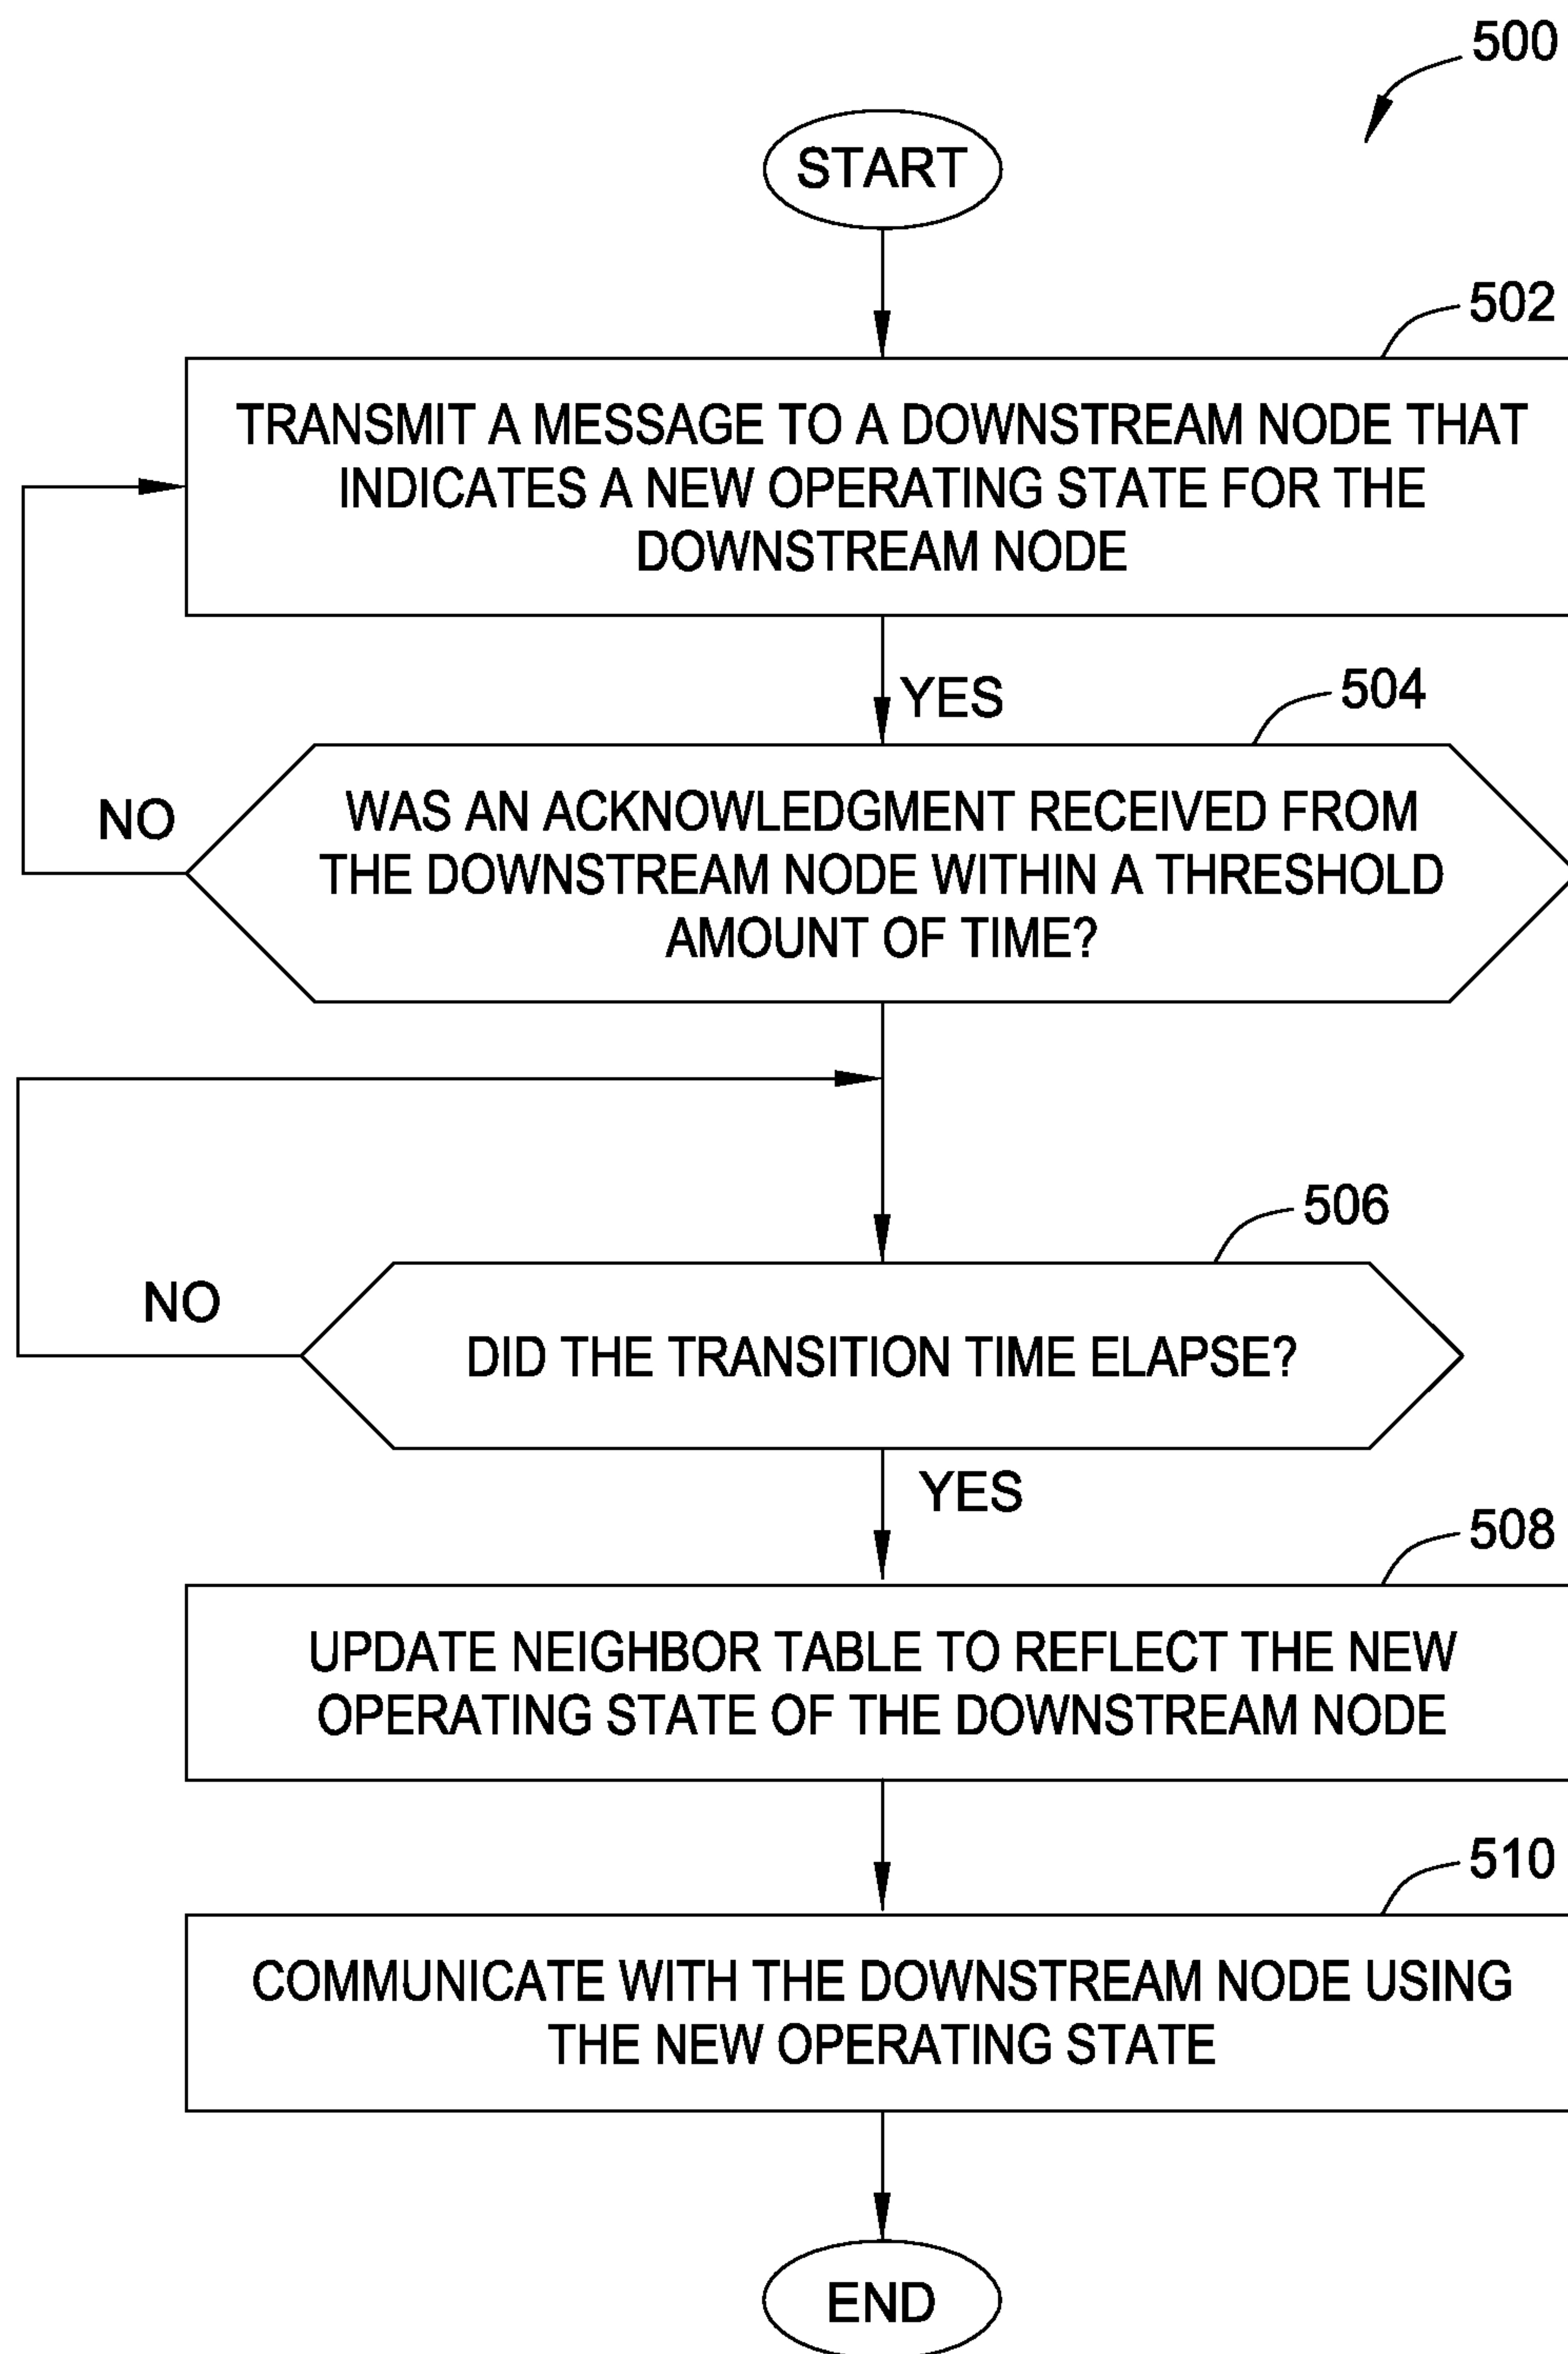 500
START
502
TRANSMIT A MESSAGE TO A DOWNSTREAM NODE THAT
INDICATES A NEW OPERATING STATE FOR THE
DOWNSTREAM NODE
YES
504
NO
WAS AN ACKNOWLEDGMENT RECEIVED FROM
THE DOWNSTREAM NODE WITHIN A THRESHOLD
AMOUNT OF TIME?
506
NO
DID THE TRANSITION TIME ELAPSE?
YES
508
UPDATE NEIGHBOR TABLE TO REFLECT THE NEW
OPERATING STATE OF THE DOWNSTREAM NODE
510
COMMUNICATE WITH THE DOWNSTREAM NODE USING
THE NEW OPERATING STATE
END